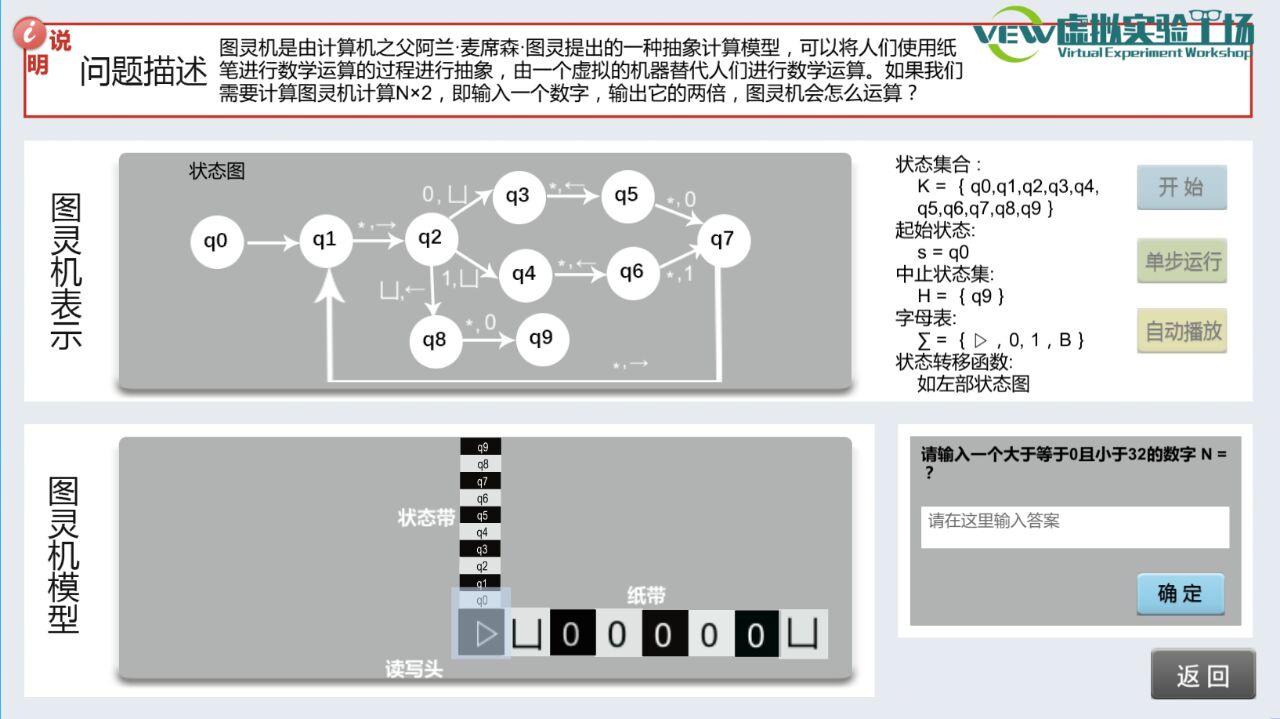 说明
问题描述
图灵机是由计算机之父阿兰·麦席森·图灵提出的一种抽象计算模型，可以将人们使用纸
笔进行数学运算的过程进行抽象，由一个虚拟的机器替代人们进行数学运算。如果我们
需要计算图灵机计算N×2，即输入一个数字，输出它的两倍，图灵机会怎么运算？
VEW虚拟实验工场
Virtual Experiment Workshop
图灵机表示
状态图
q0
q1
*,→
q2
0,⊔
q3
*,←
q5
*,0
q7
1,⊔
q4
*,←
q6
*,1
⊔,←
q8
*,0
q9
*,→
状态集合：
K = { q0,q1,q2,q3,q4,
q5,q6,q7,q8,q9 }
起始状态:
s = q0
中止状态集:
H = { q9 }
字母表:
∑ = { ▷ , 0, 1 , B }
状态转移函数:
如左部状态图
开 始
单步运行
自动播放
图灵机模型
q9
q8
q7
q6
状态带
q5
q4
q3
q2
q1
q0
纸带
▷ ⊔ 0 0 0 0 0 ⊔
读写头
请输入一个大于等于0且小于32的数字 N =
？
请在这里输入答案
确 定
返 回